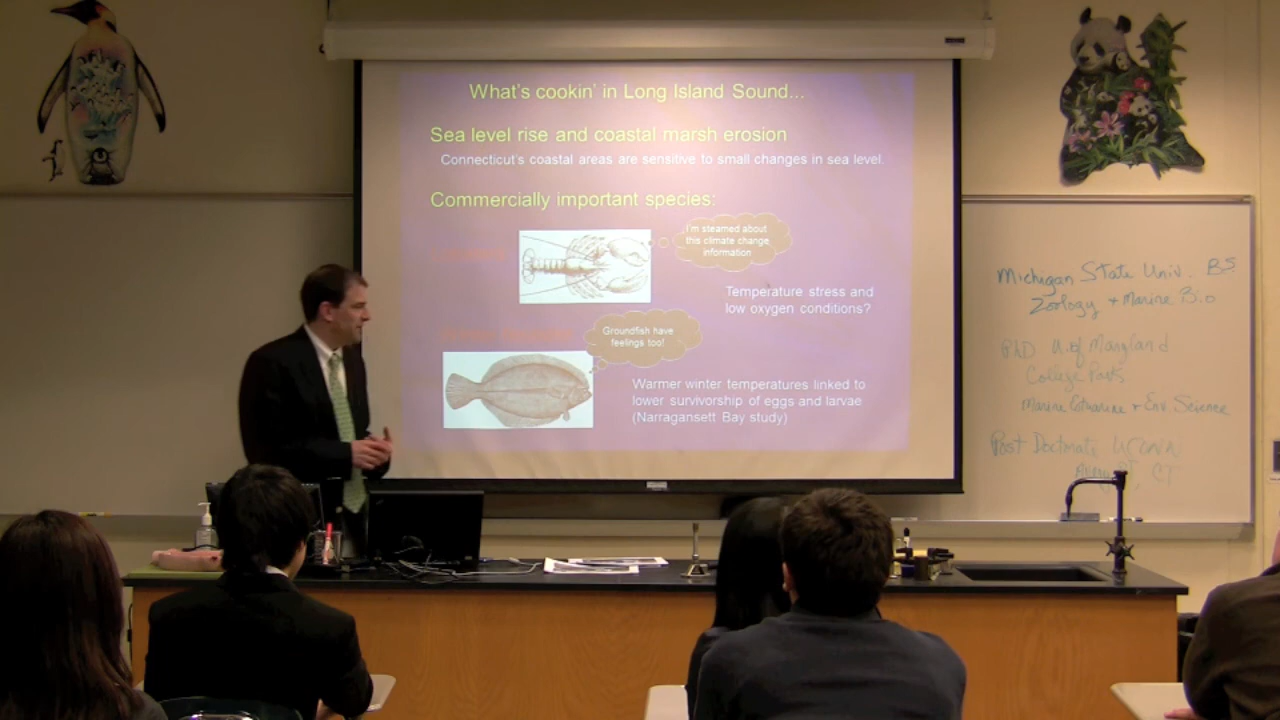 What's cookin' in Long Island Sound...
Sea level rise and coastal marsh erosion
Connecticut's coastal areas are sensitive to small changes in sea level.
Commercially important species:
I'm steamed about
this climate change
information
Temperature stress and
low oxygen conditions?
Groundfish have
feelings too!
Warmer winter temperatures linked to
lower survivorship of eggs and larvae
(Narragansett Bay study)
Michigan State Univ. BS
Zoology + Marine Bio
PhD U. of Maryland
College Park
Marine Estuarine + Env. Science
Post Doctorate UCONN
CT